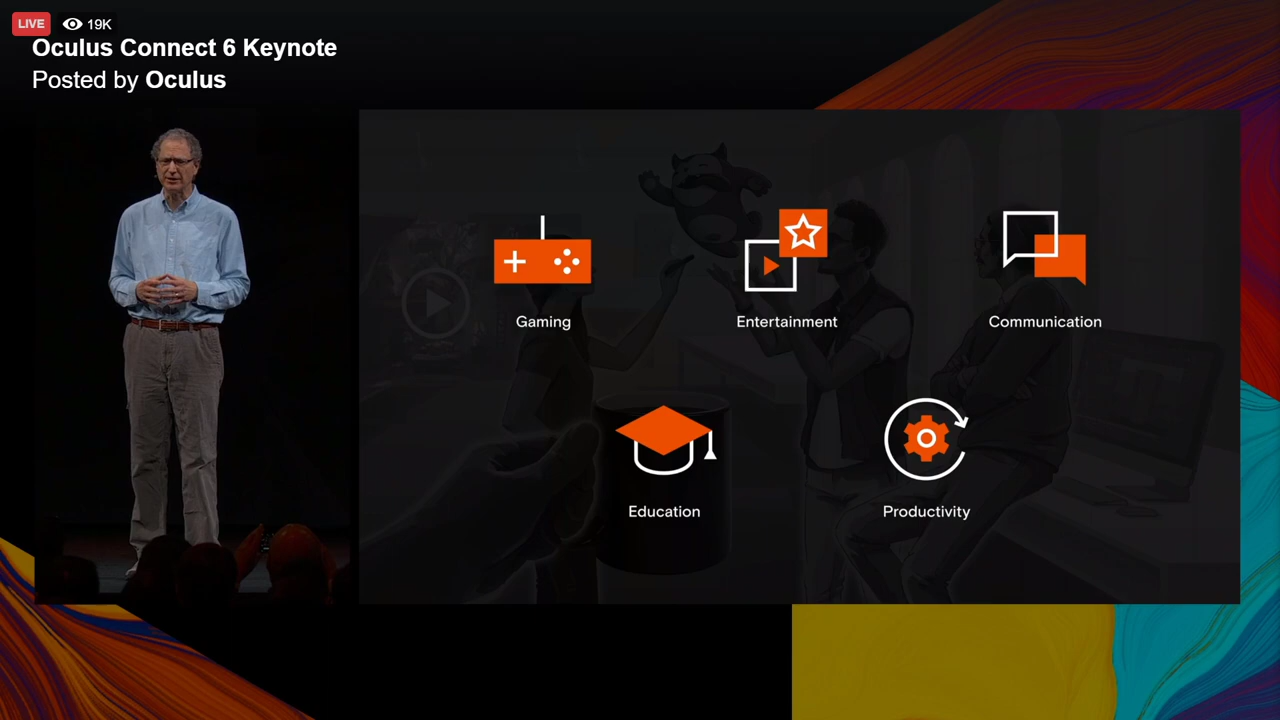 LIVE 19K
Oculus Connect 6 Keynote
Posted by Oculus
Gaming
Entertainment
Communication
Education
Productivity